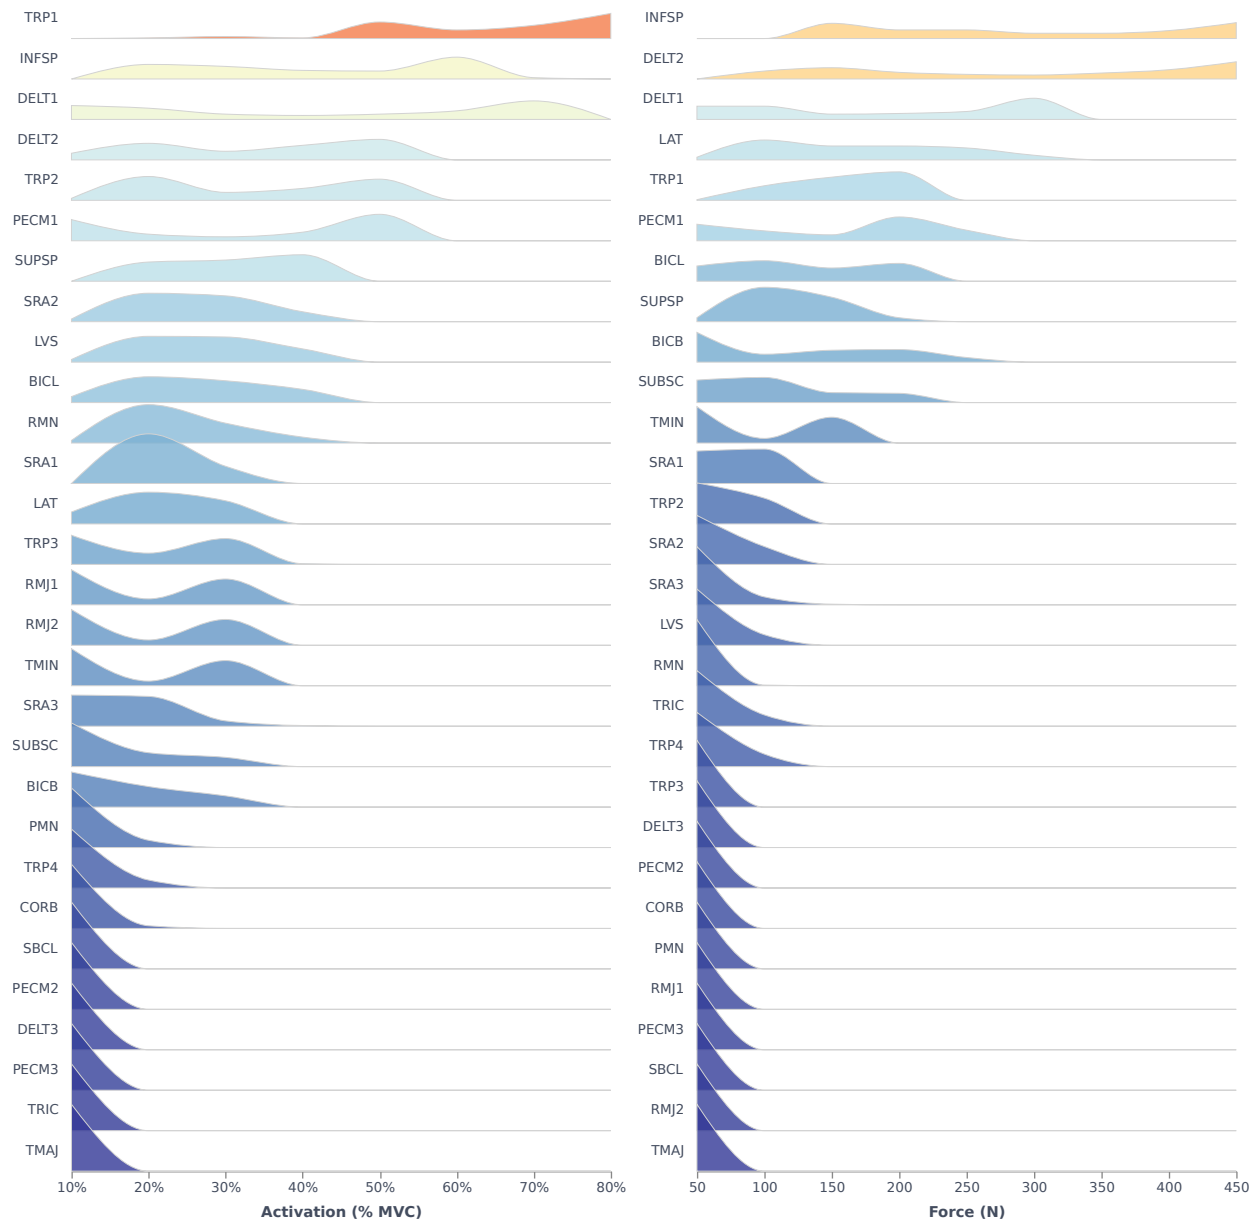 TRP1
INFSP
DELT1
DELT2
TRP2
PECM1
SUPSP
SRA2
LVS
BICL
RMN
SRA1
LAT
TRP3
RMJ1
RMJ2
TMIN
SRA3
SUBSC
BICB
PMN
TRP4
CORB
SBCL
PECM2
DELT3
PECM3
TRIC
TMAJ
10% 20% 30% 40% 50% 60% 70% 80%
Activation (% MVC)
INFSP
DELT2
DELT1
LAT
TRP1
PECM1
BICL
SUPSP
BICB
SUBSC
TMIN
SRA1
TRP2
SRA2
SRA3
LVS
RMN
TRIC
TRP4
TRP3
DELT3
PECM2
CORB
PMN
RMJ1
PECM3
SBCL
RMJ2
TMAJ
50 100 150 200 250 300 350 400 450
Force (N)